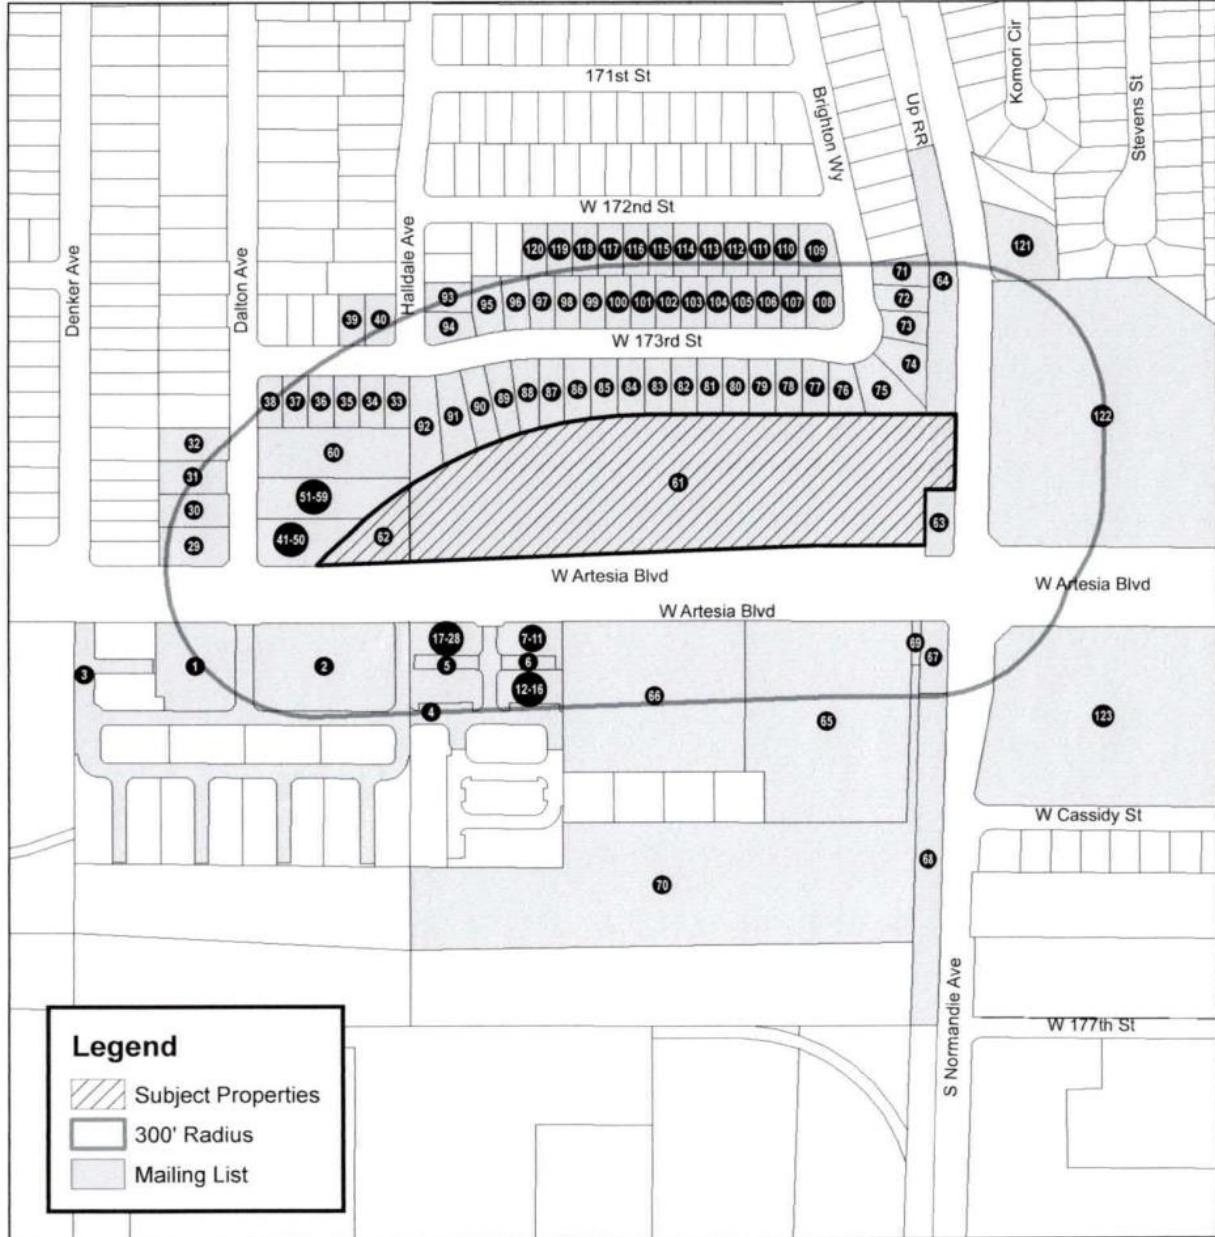 171st St
Komori Cir
Stevens St
Brighton Wy
Up RR
W 172nd St
Denker Ave
Dalton Ave
Halldale Ave
120 119 118 117 116 115 114 113 112 111 110 109
121
93
94
95 96 97 98 99 100 101 102 103 104 105 106 107 108
71
72
73
74
64
39 40
W 173rd St
122
38 37 36 35 34 33
92 91 90 89 88 87 86 85 84 83 82 81 80 79 78 77 76 75
32
31
30
29
60
51-59
41-50
62
61
63
W Artesia Blvd
W Artesia Blvd
W Artesia Blvd
17-28
7-11
5
6
12-16
4
3
1
2
69
67
66
65
123
W Cassidy St
68
70
S Normandie Ave
W 177th St
Legend
Subject Properties
300' Radius
Mailing List